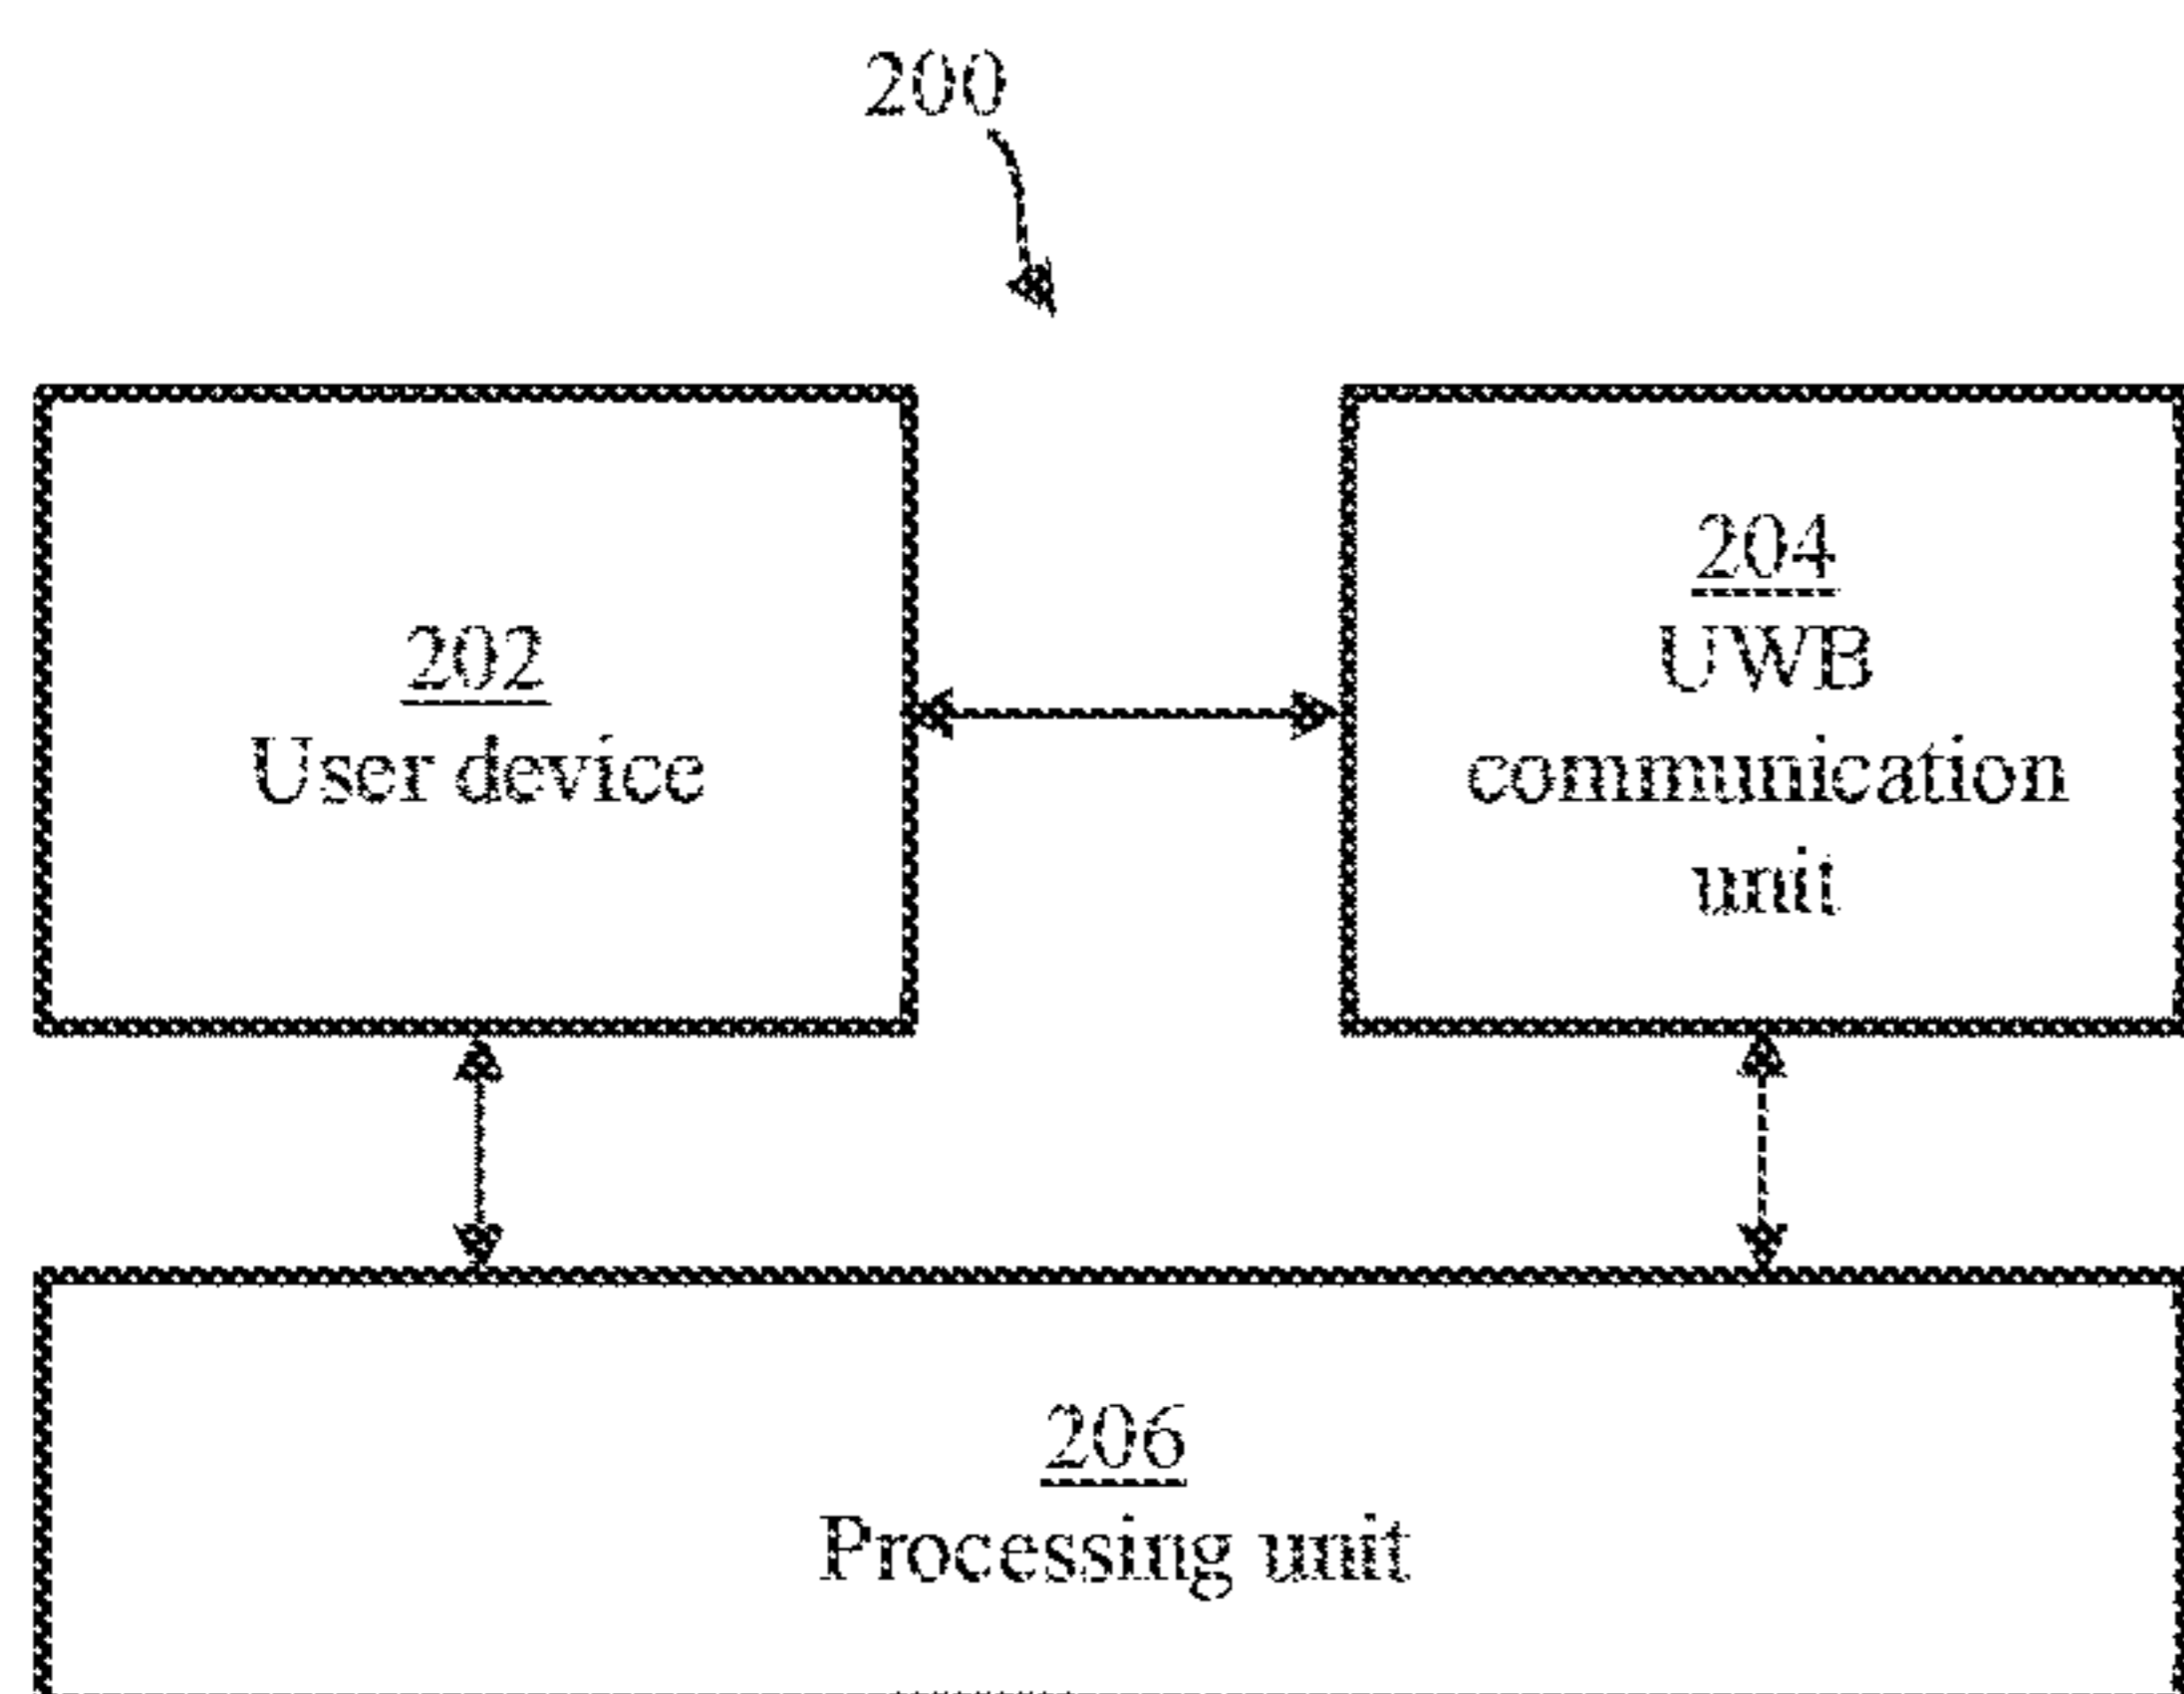 200
202
User device
204
UWB
communication
unit
206
Processing unit